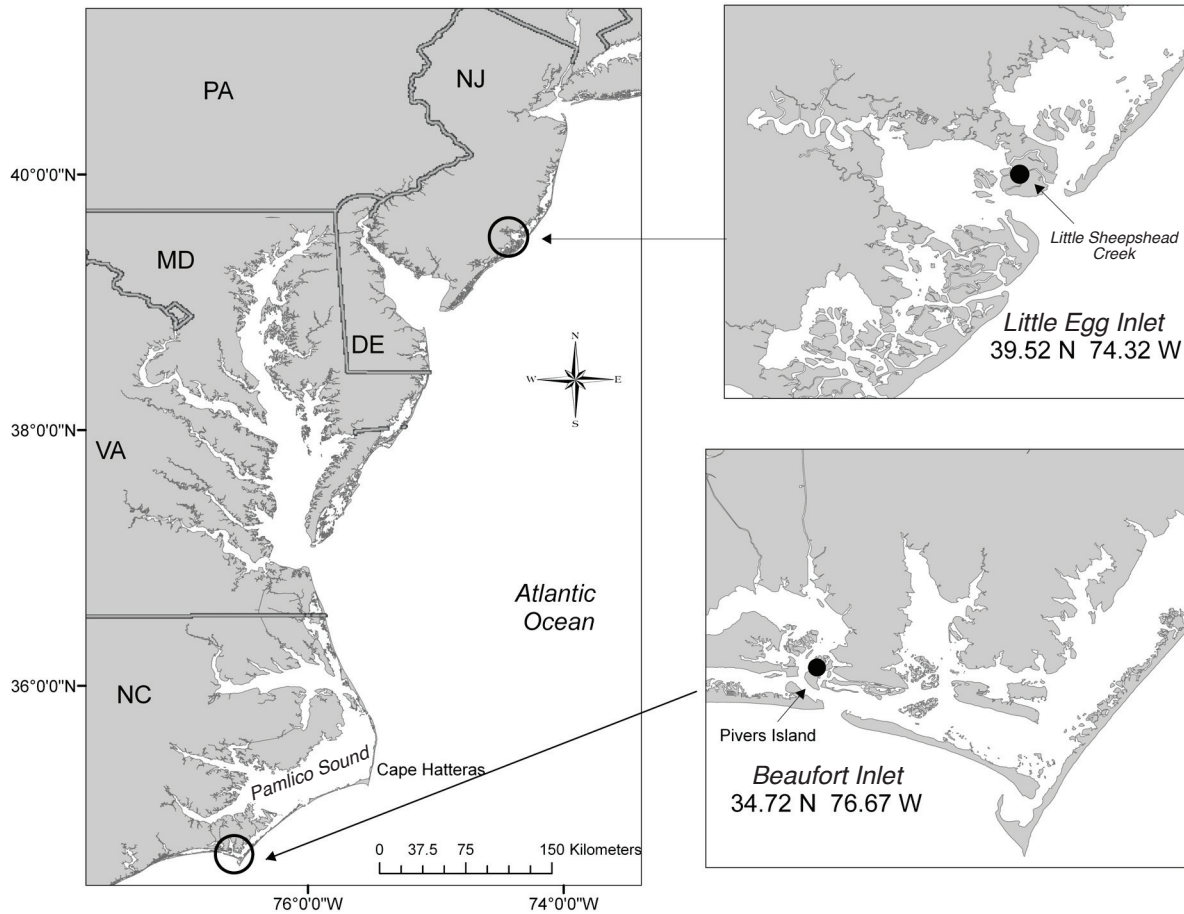 PA
NJ
40°0'0"N
MD
DE
N
W E
S
38°0'0"N
VA
Atlantic
Ocean
36°0'0"N
NC
Pamlico Sound
Cape Hatteras
0 37.5 75 150 Kilometers
76°0'0"W 74°0'0"W
Little Sheepshead
Creek
Little Egg Inlet
39.52 N 74.32 W
Pivers Island
Beaufort Inlet
34.72 N 76.67 W